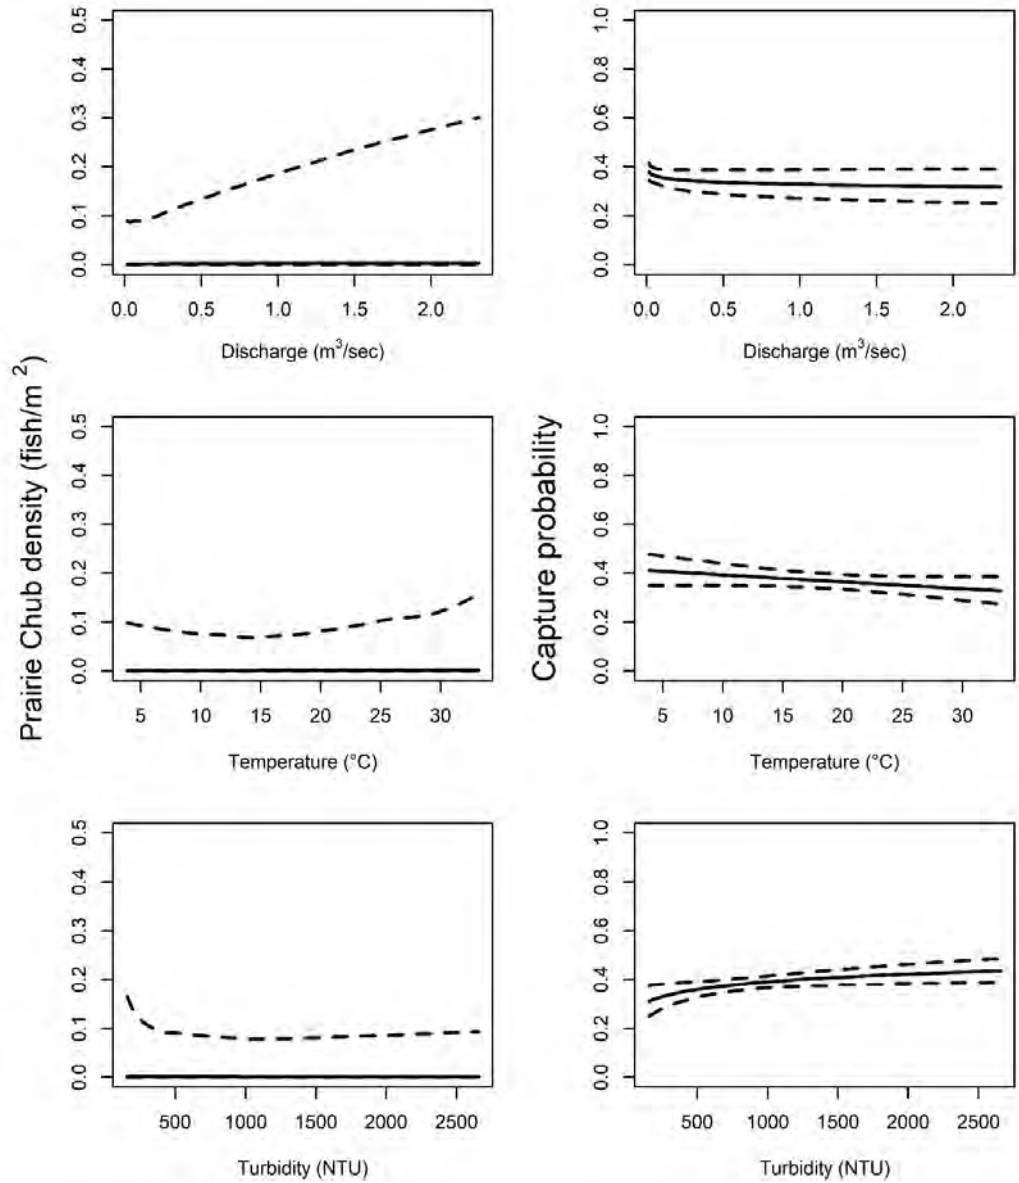 Prairie Chub density (fish/m²)
Capture probability
0.0 0.1 0.2 0.3 0.4 0.5
0.0 0.5 1.0 1.5 2.0
Discharge (m³/sec)
0.0 0.2 0.4 0.6 0.8 1.0
0.0 0.5 1.0 1.5 2.0
Discharge (m³/sec)
0.0 0.1 0.2 0.3 0.4 0.5
5 10 15 20 25 30
Temperature (°C)
0.0 0.2 0.4 0.6 0.8 1.0
5 10 15 20 25 30
Temperature (°C)
0.0 0.1 0.2 0.3 0.4 0.5
500 1000 1500 2000 2500
Turbidity (NTU)
0.0 0.2 0.4 0.6 0.8 1.0
500 1000 1500 2000 2500
Turbidity (NTU)